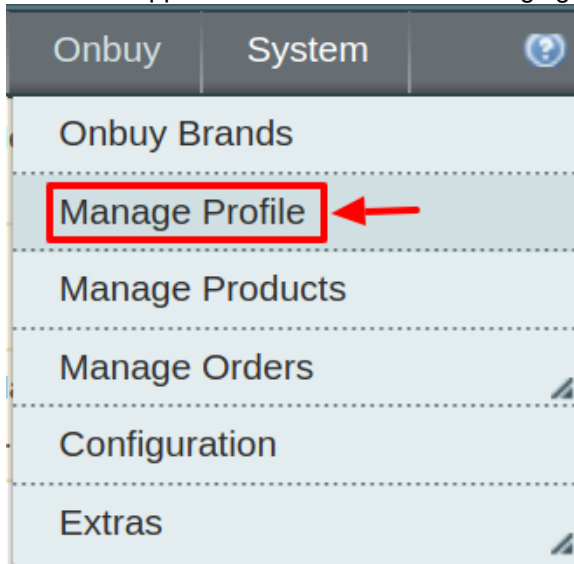 Onbuy System
Onbuy Brands
Manage Profile
Manage Products
Manage Orders
Configuration
Extras